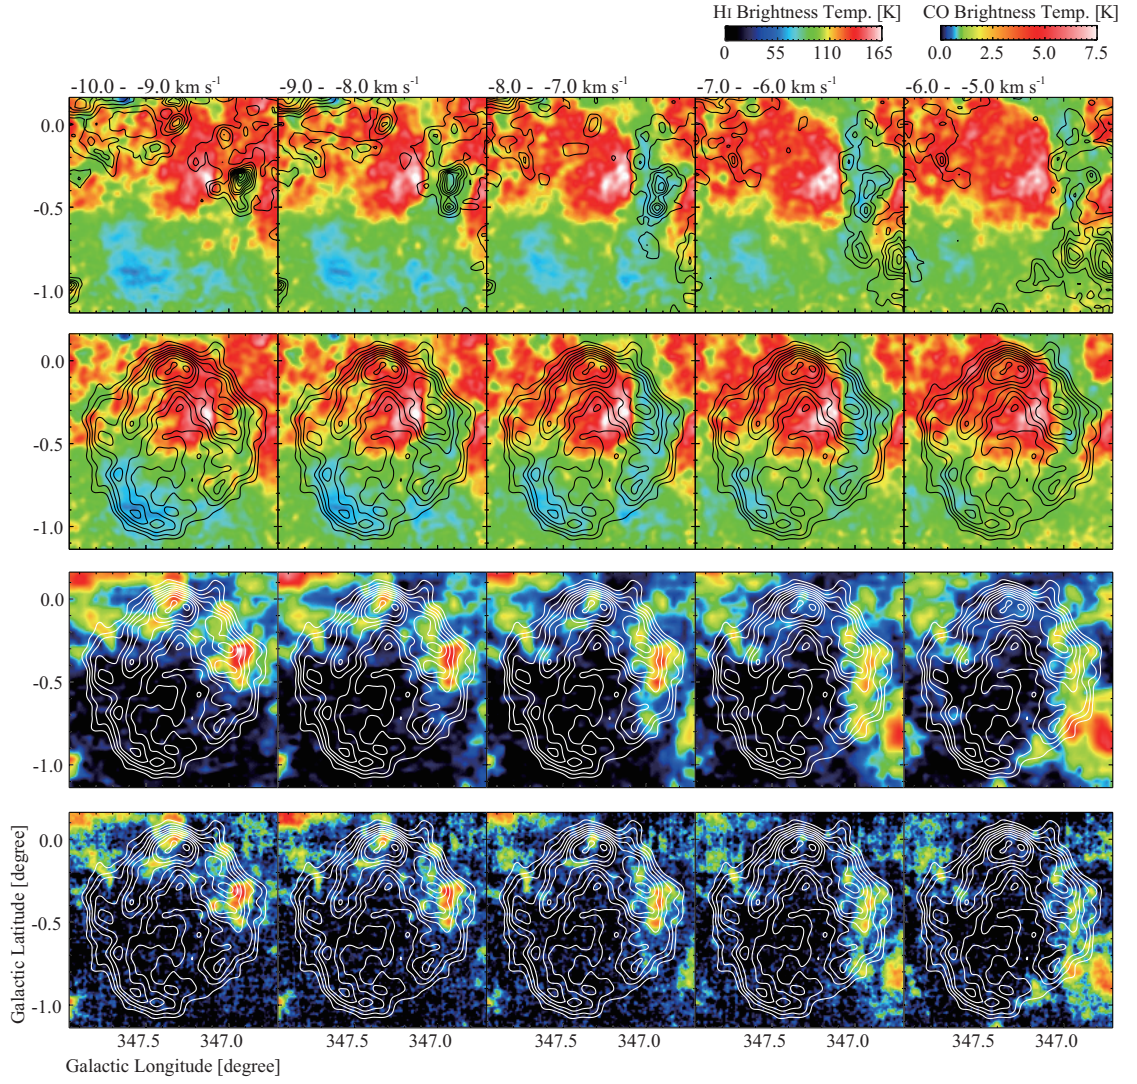 HI Brightness Temp. [K] CO Brightness Temp. [K]
0 55 110 165 0.0 2.5 5.0 7.5
-10.0 - -9.0 km s-1 -9.0 - -8.0 km s-1 -8.0 - -7.0 km s-1 -7.0 - -6.0 km s-1 -6.0 - -5.0 km s-1
0.0
-0.5
-1.0
0.0
-0.5
-1.0
0.0
-0.5
-1.0
0.0
-0.5
-1.0
Galactic Latitude [degree]
347.5 347.0 347.5 347.0 347.5 347.0 347.5 347.0 347.5 347.0
Galactic Longitude [degree]